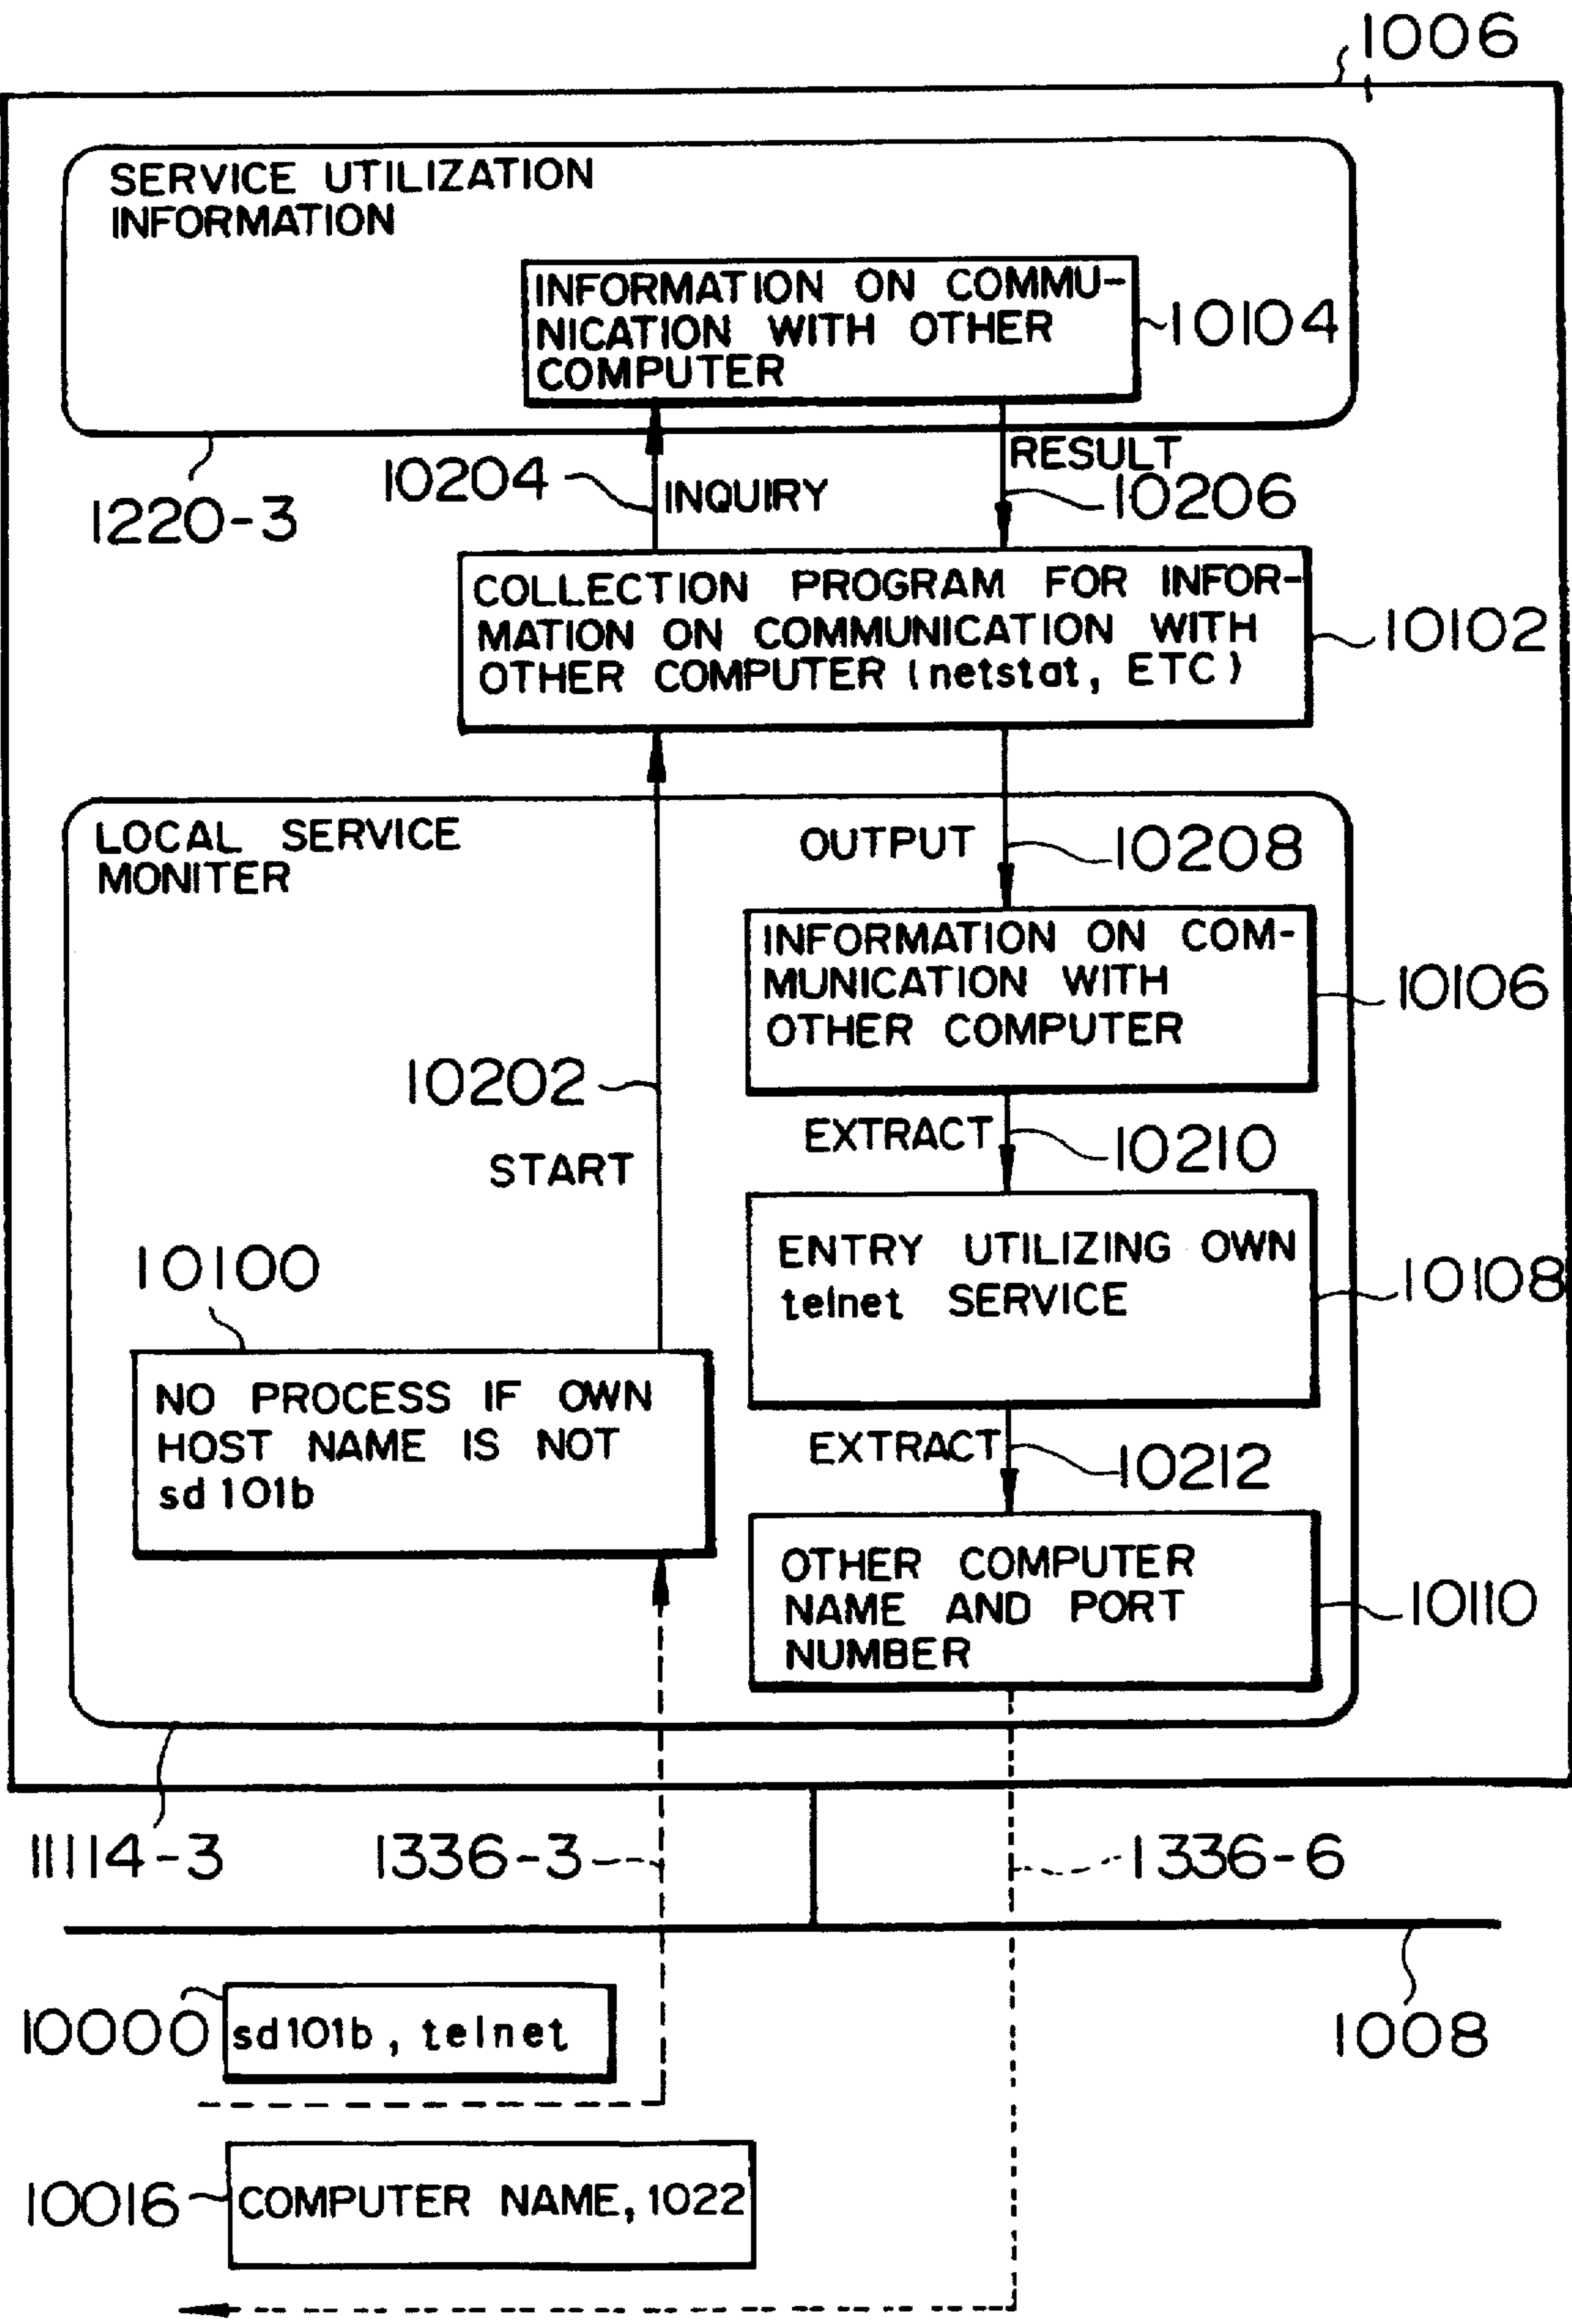 1006
SERVICE UTILIZATION
INFORMATION
INFORMATION ON COMMU-
NICATION WITH OTHER
COMPUTER
10104
1220-3
10204
INQUIRY
RESULT
10206
COLLECTION PROGRAM FOR INFOR-
MATION ON COMMUNICATION WITH
OTHER COMPUTER (netstat, ETC)
10102
LOCAL SERVICE
MONITER
OUTPUT
10208
INFORMATION ON COM-
MUNICATION WITH
OTHER COMPUTER
10106
10202
START
EXTRACT
10210
ENTRY UTILIZING OWN
telnet SERVICE
10108
10100
NO PROCESS IF OWN
HOST NAME IS NOT
sd101b
EXTRACT
10212
OTHER COMPUTER
NAME AND PORT
NUMBER
10110
11114-3
1336-3
1336-6
1008
10000
sd101b, telnet
10016
COMPUTER NAME, 1022